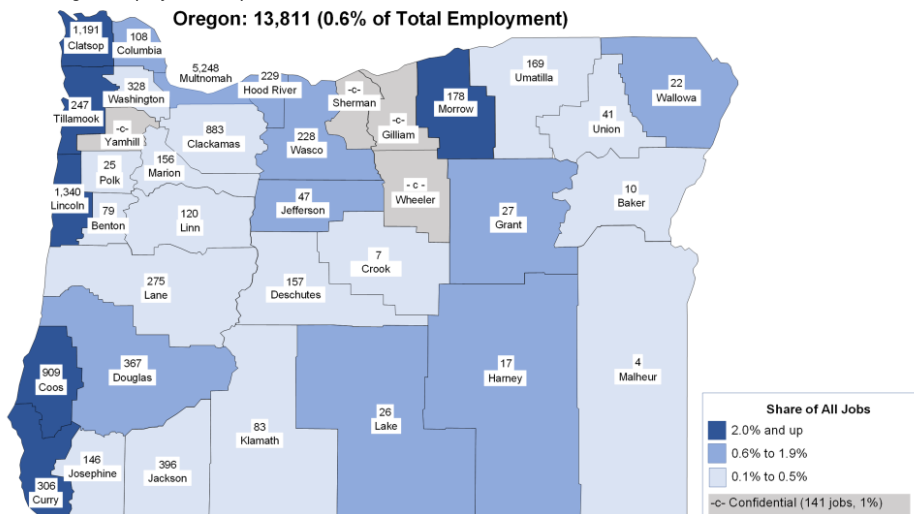 Oregon: 13,811 (0.6% of Total Employment)
1,191
Clatsop
108
Columbia
5,248
Multnomah
229
Hood River
-c-
Sherman
-c-
Gilliam
178
Morrow
169
Umatilla
22
Wallowa
41
Union
328
Washington
247
Tillamook
-c-
Yamhill
883
Clackamas
228
Wasco
- c -
Wheeler
25
Polk
156
Marion
1,340
Lincoln
79
Benton
120
Linn
47
Jefferson
27
Grant
10
Baker
7
Crook
275
Lane
157
Deschutes
909
Coos
367
Douglas
17
Harney
4
Malheur
26
Lake
83
Klamath
306
Curry
146
Josephine
396
Jackson
Share of All Jobs
2.0% and up
0.6% to 1.9%
0.1% to 0.5%
-c- Confidential (141 jobs, 1%)